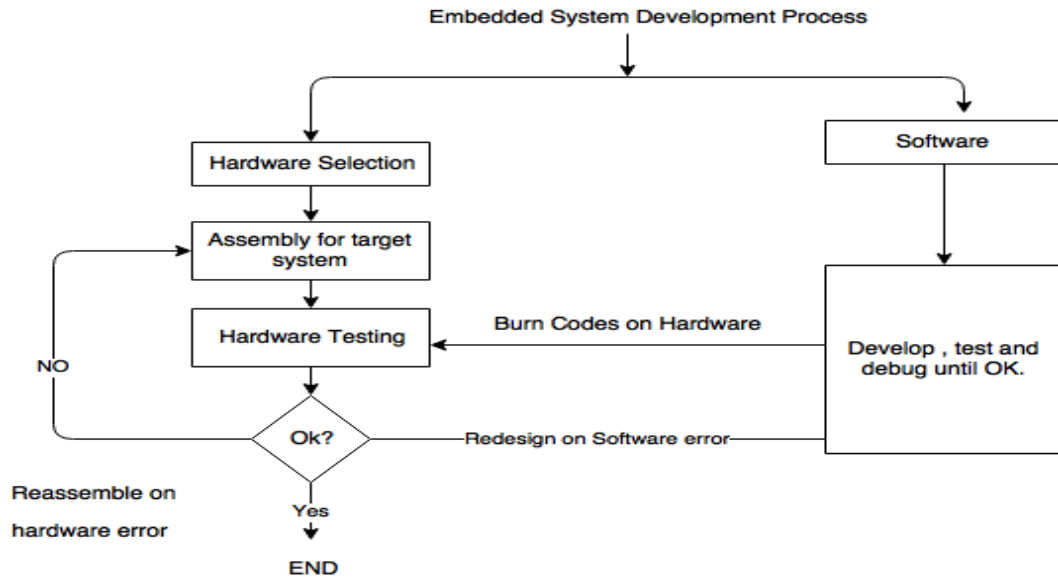 Embedded System Development Process
Hardware Selection
Software
Assembly for target
system
Burn Codes on Hardware
Hardware Testing
Develop , test and
debug until OK.
NO
Ok?
Redesign on Software error
Reassemble on
hardware error
Yes
END